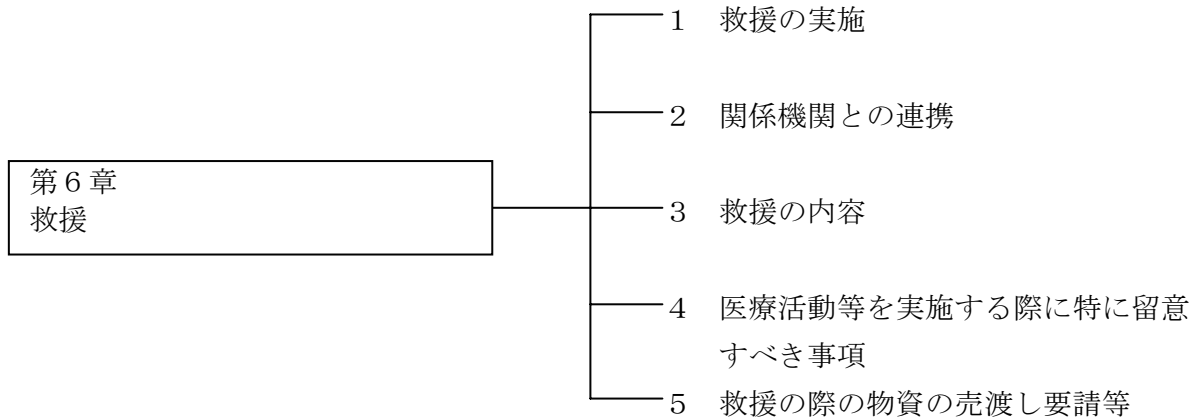 第６章
救援
１　救援の実施
２　関係機関との連携
３　救援の内容
４　医療活動等を実施する際に特に留意
すべき事項
５　救援の際の物資の売渡し要請等